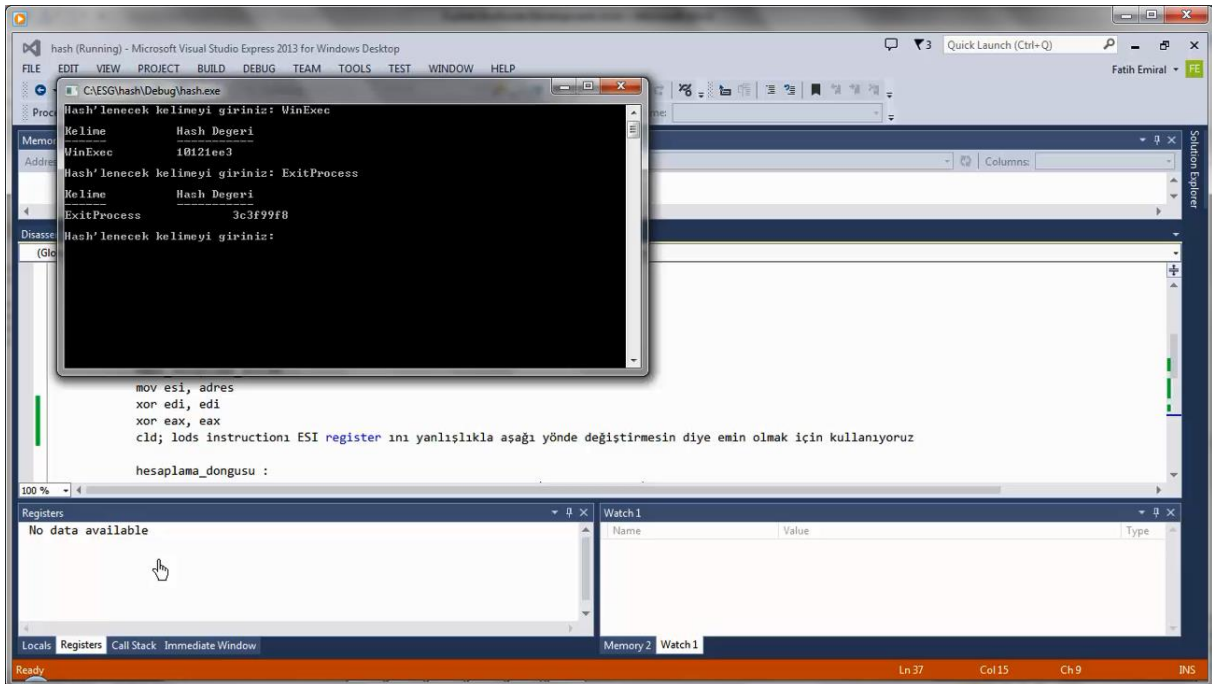 hash (Running) - Microsoft Visual Studio Express 2013 for Windows Desktop
3
Quick Launch (Ctrl+Q)
FILE EDIT VIEW PROJECT BUILD DEBUG TEAM TOOLS TEST WINDOW HELP
Fatih Emiral
FE
C:\ESG\hash\Debug\hash.exe
Hash'lenecek kelimeyi giriniz: WinExec
Kelime Hash Degeri
WinExec 10121ee3
Hash'lenecek kelimeyi giriniz: ExitProcess
Kelime Hash Degeri
ExitProcess 3c3f99f8
Hash'lenecek kelimeyi giriniz:
Columns:
Solution Explorer
mov esi, adres
xor edi, edi
xor eax, eax
cld; lods instructionı ESI register ını yanlışlıkla aşağı yönde değiştirmesin diye emin olmak için kullanıyoruz
hesaplama_dongusu :
100 %
Registers
No data available
Watch 1
Name Value Type
Locals Registers Call Stack Immediate Window
Memory 2 Watch 1
Ready
Ln 37 Col 15 Ch 9 INS